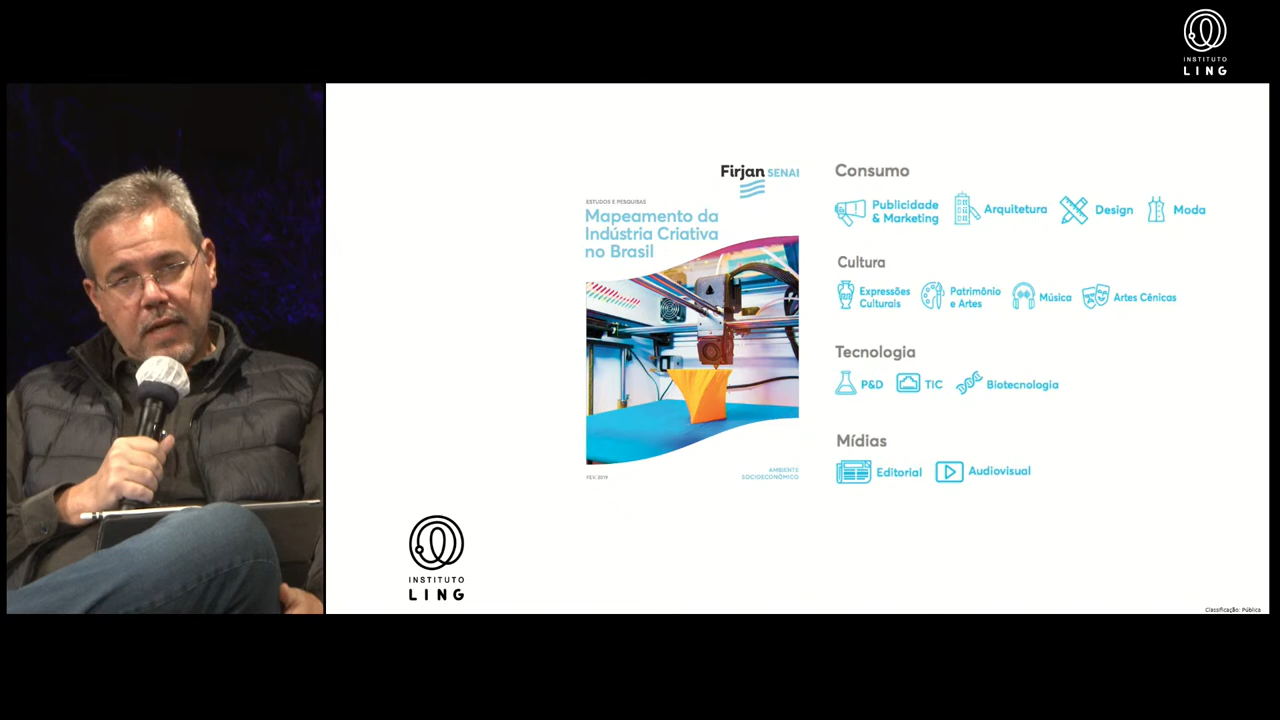 INSTITUTO
LING
Firjan SENAI
ESTUDOS E PESQUISAS
Mapeamento da
Indústria Criativa
no Brasil
AMBIENTE
SOCIOECONÔMICO
FEV. 2019
Consumo
Publicidade
& Marketing
Arquitetura
Design
Moda
Cultura
Expressões
Culturais
Patrimônio
e Artes
Música
Artes Cênicas
Tecnologia
P&D
TIC
Biotecnologia
Mídias
Editorial
Audiovisual
INSTITUTO
LING
Classificação: Pública